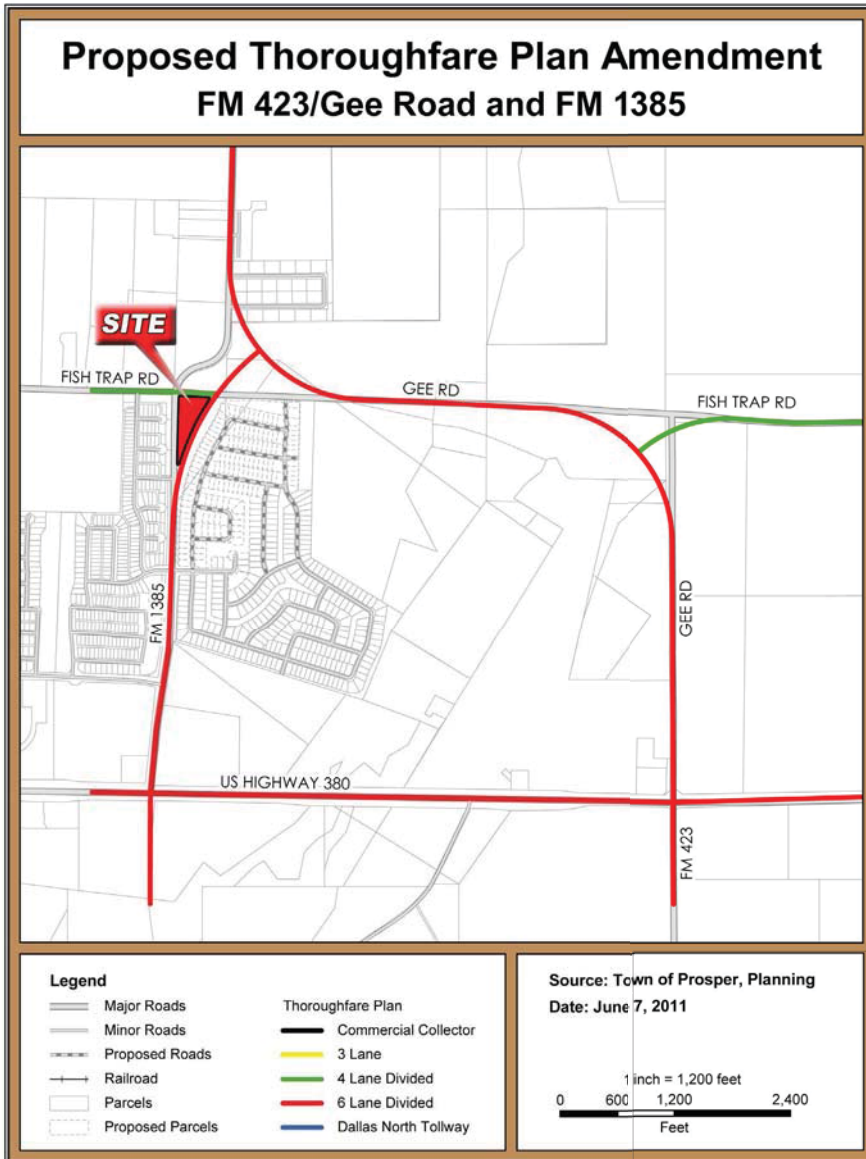 Proposed Thoroughfare Plan Amendment
FM 423/Gee Road and FM 1385
SITE
FISH TRAP RD
GEE RD
FISH TRAP RD
FM 1385
GEE RD
US HIGHWAY 380
FM 423
Legend
Major Roads
Minor Roads
Proposed Roads
Railroad
Parcels
Proposed Parcels
Thoroughfare Plan
Commercial Collector
3 Lane
4 Lane Divided
6 Lane Divided
Dallas North Tollway
Source: Town of Prosper, Planning
Date: June 7, 2011
1 inch = 1,200 feet
0 600 1,200 2,400
Feet